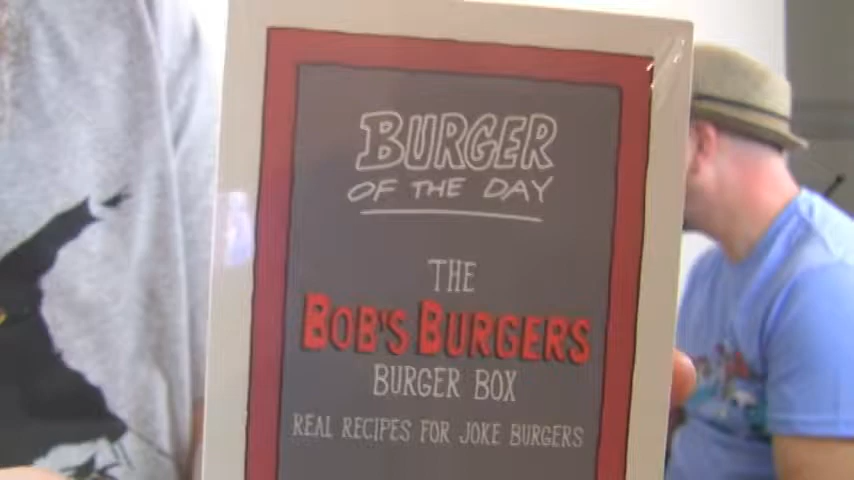 BURGER
OF THE DAY
THE
BOB'S BURGERS
BURGER BOX
REAL RECIPES FOR JOKE BURGERS